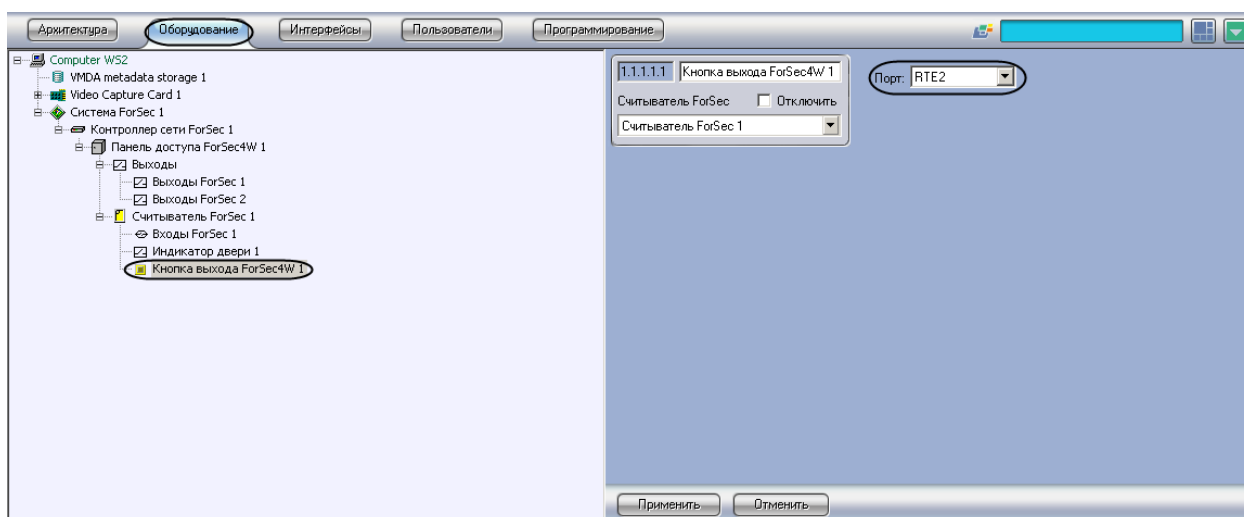 Архитектура Оборудование Интерфейсы Пользователи Программирование
Computer WS2
VMDA metadata storage 1
Video Capture Card 1
Система ForSec 1
Контроллер сети ForSec 1
Панель доступа ForSec4W 1
Выходы
Выходы ForSec 1
Выходы ForSec 2
Считыватель ForSec 1
Входы ForSec 1
Индикатор двери 1
Кнопка выхода ForSec4W 1
1.1.1.1.1 Кнопка выхода ForSec4W 1
Считыватель ForSec Отключить
Считыватель ForSec 1
Порт: RTE2
Применить Отменить